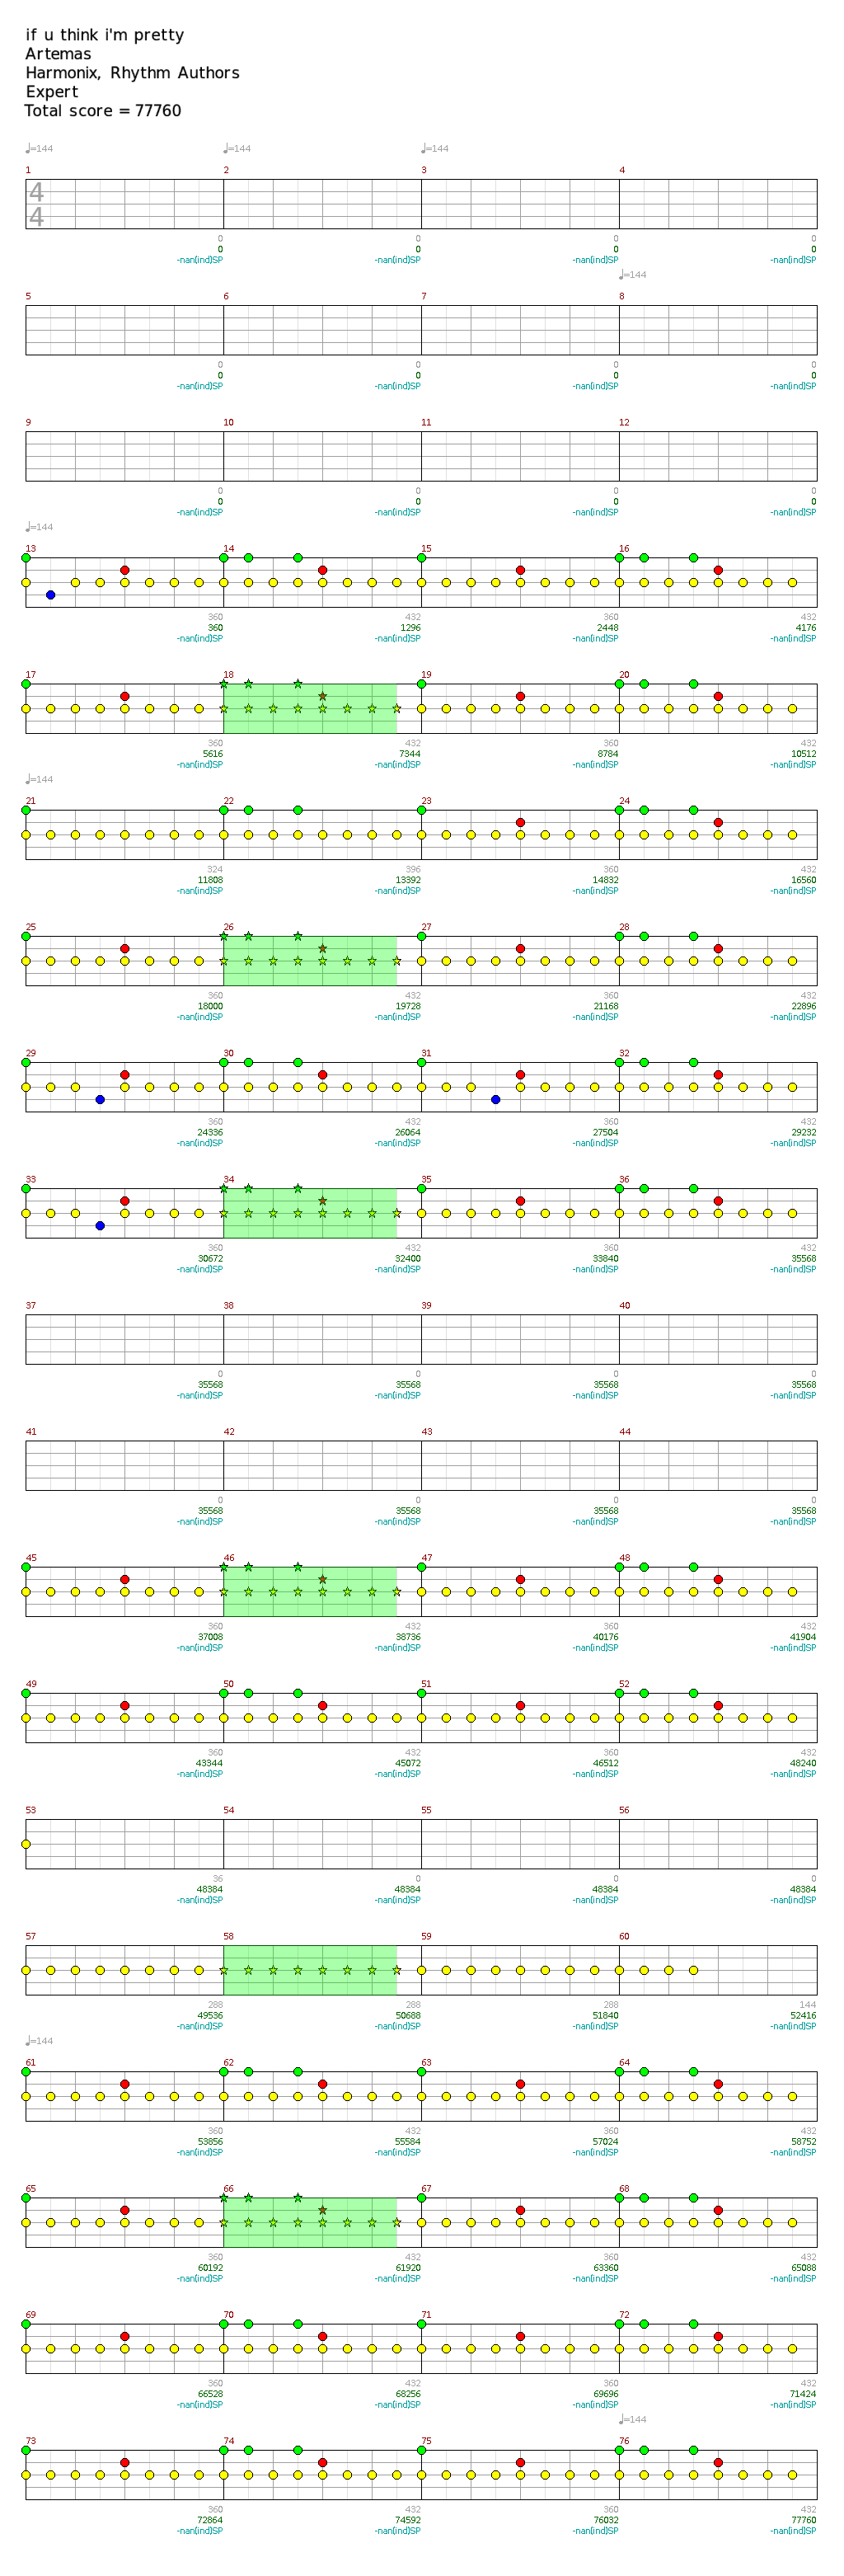 if u think i'm pretty
Artemas
Harmonix, Rhythm Authors
Expert
Total score = 77760
♩=144 ♩=144 ♩=144
1 2 3 4
4
4
0 0 0 0
0 0 0 0
-nan(ind)SP -nan(ind)SP -nan(ind)SP -nan(ind)SP
♩=144
5 6 7 8
0 0 0 0
0 0 0 0
-nan(ind)SP -nan(ind)SP -nan(ind)SP -nan(ind)SP
9 10 11 12
0 0 0 0
0 0 0 0
-nan(ind)SP -nan(ind)SP -nan(ind)SP -nan(ind)SP
♩=144
13 14 15 16
360 432 360 432
360 1296 2448 4176
-nan(ind)SP -nan(ind)SP -nan(ind)SP -nan(ind)SP
17 18 19 20
360 432 360 432
5616 7344 8784 10512
-nan(ind)SP -nan(ind)SP -nan(ind)SP -nan(ind)SP
♩=144
21 22 23 24
324 396 360 432
11808 13392 14832 16560
-nan(ind)SP -nan(ind)SP -nan(ind)SP -nan(ind)SP
25 26 27 28
360 432 360 432
18000 19728 21168 22896
-nan(ind)SP -nan(ind)SP -nan(ind)SP -nan(ind)SP
29 30 31 32
360 432 360 432
24336 26064 27504 29232
-nan(ind)SP -nan(ind)SP -nan(ind)SP -nan(ind)SP
33 34 35 36
360 432 360 432
30672 32400 33840 35568
-nan(ind)SP -nan(ind)SP -nan(ind)SP -nan(ind)SP
37 38 39 40
0 0 0 0
35568 35568 35568 35568
-nan(ind)SP -nan(ind)SP -nan(ind)SP -nan(ind)SP
41 42 43 44
0 0 0 0
35568 35568 35568 35568
-nan(ind)SP -nan(ind)SP -nan(ind)SP -nan(ind)SP
45 46 47 48
360 432 360 432
37008 38736 40176 41904
-nan(ind)SP -nan(ind)SP -nan(ind)SP -nan(ind)SP
49 50 51 52
360 432 360 432
43344 45072 46512 48240
-nan(ind)SP -nan(ind)SP -nan(ind)SP -nan(ind)SP
53 54 55 56
36 0 0 0
48384 48384 48384 48384
-nan(ind)SP -nan(ind)SP -nan(ind)SP -nan(ind)SP
57 58 59 60
288 288 288 144
49536 50688 51840 52416
-nan(ind)SP -nan(ind)SP -nan(ind)SP -nan(ind)SP
♩=144
61 62 63 64
360 432 360 432
53856 55584 57024 58752
-nan(ind)SP -nan(ind)SP -nan(ind)SP -nan(ind)SP
65 66 67 68
360 432 360 432
60192 61920 63360 65088
-nan(ind)SP -nan(ind)SP -nan(ind)SP -nan(ind)SP
69 70 71 72
360 432 360 432
66528 68256 69696 71424
-nan(ind)SP -nan(ind)SP -nan(ind)SP -nan(ind)SP
♩=144
73 74 75 76
360 432 360 432
72864 74592 76032 77760
-nan(ind)SP -nan(ind)SP -nan(ind)SP -nan(ind)SP